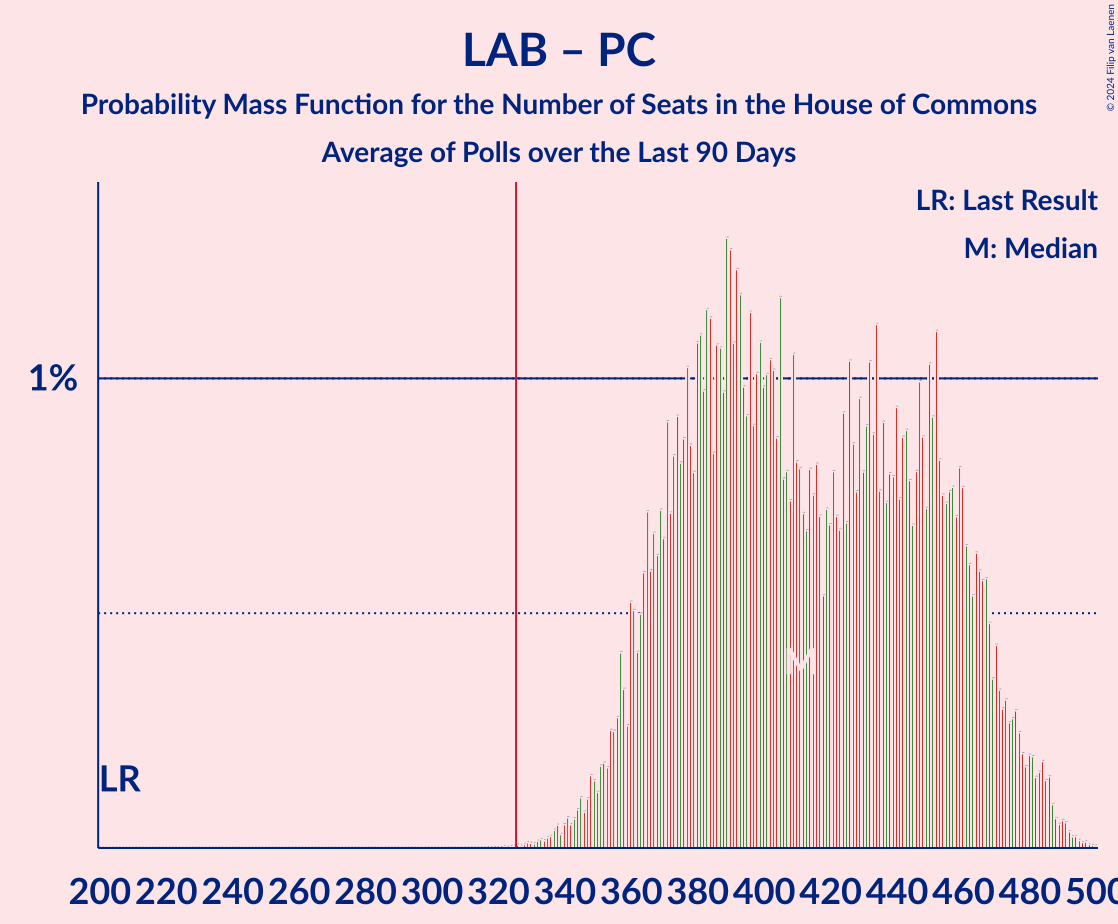 LAB – PC
Probability Mass Function for the Number of Seats in the House of Commons
Average of Polls over the Last 90 Days
© 2024 Filip van Laenen
LR: Last Result
M: Median
1%
M
LR
200 220 240 260 280 300 320 340 360 380 400 420 440 460 480 500